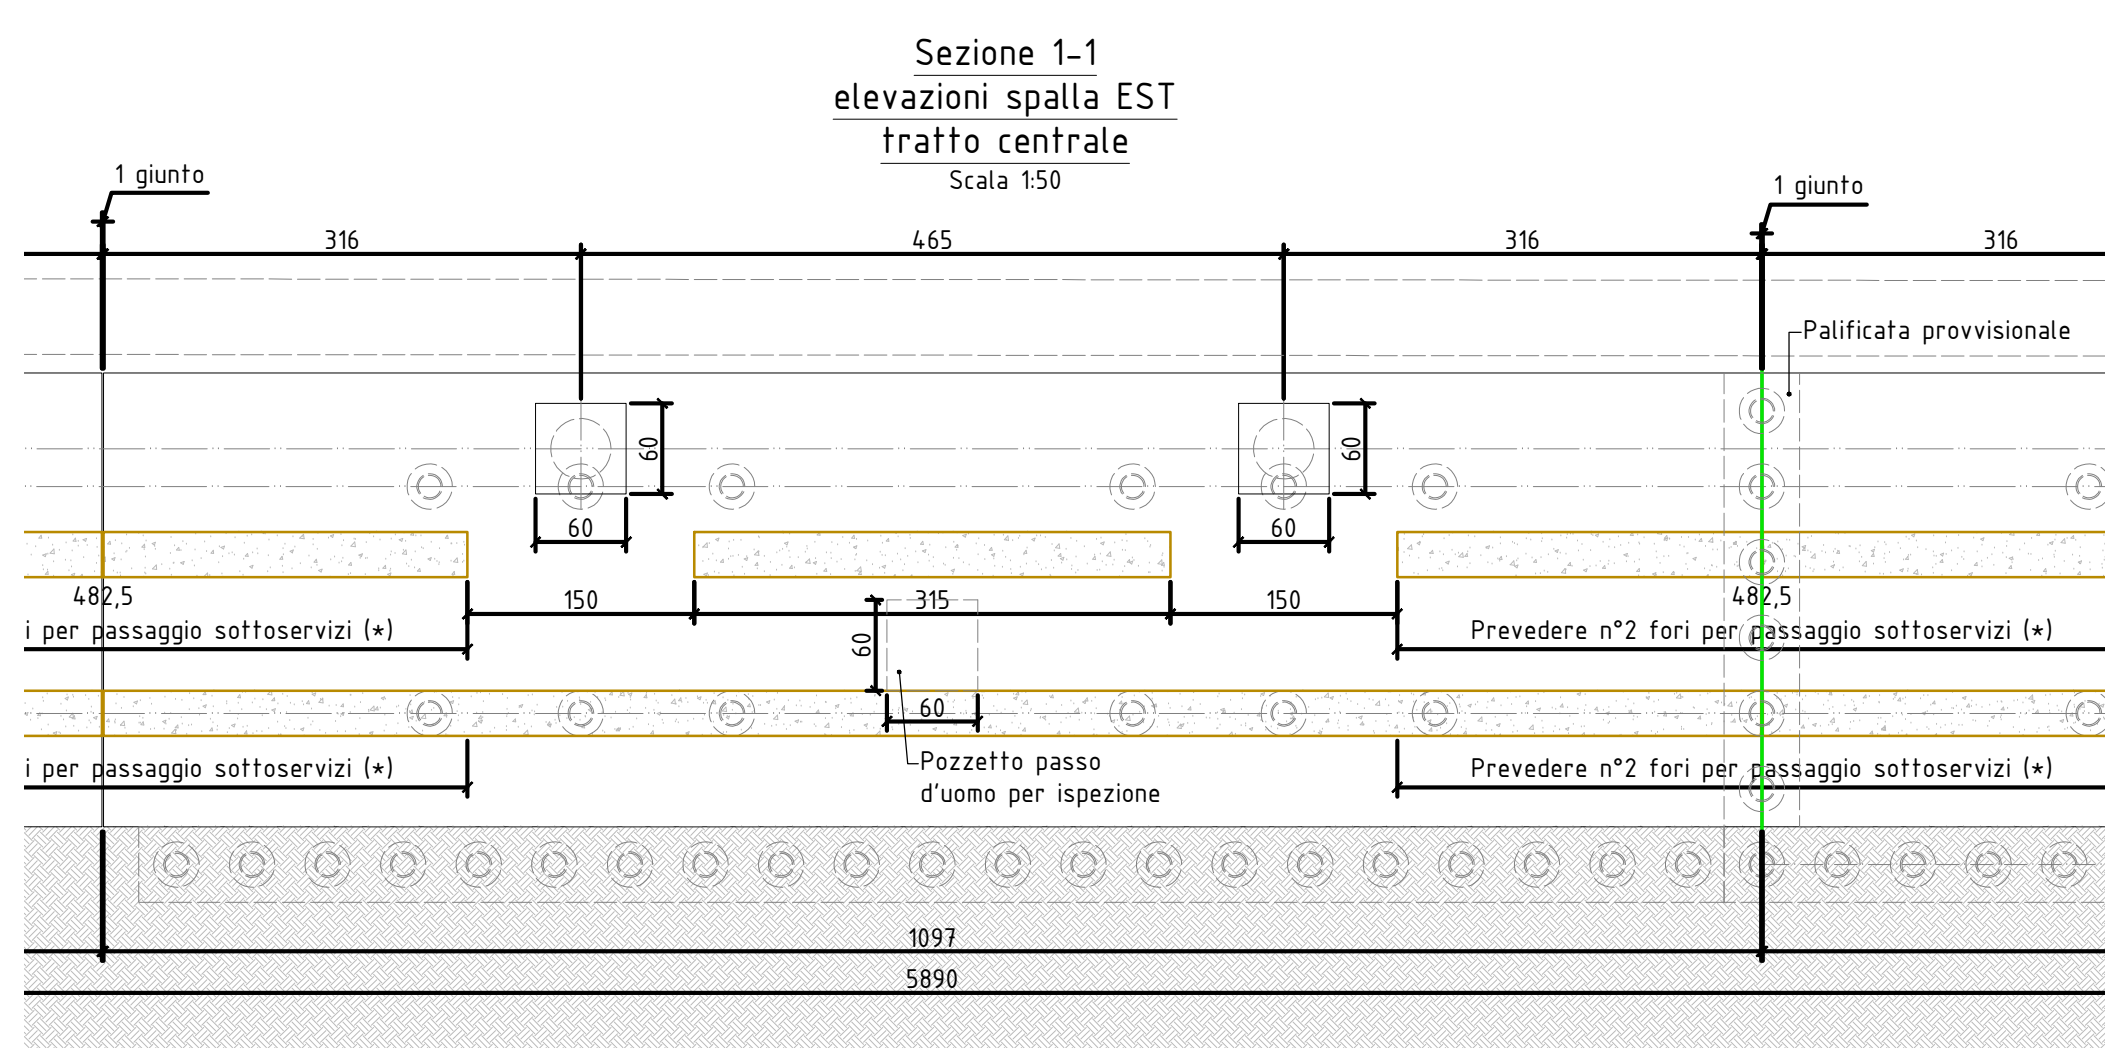 Sezione 1-1
elevazioni spalla EST
tratto centrale
Scala 1:50
1 giunto
1 giunto
316
465
316
316
Palificata provvisionale
60
60
60
60
482,5
150
315
150
482,5
i per passaggio sottoservizi (*)
60
Prevedere n°2 fori per passaggio sottoservizi (*)
60
Pozzetto passo
d'uomo per ispezione
i per passaggio sottoservizi (*)
Prevedere n°2 fori per passaggio sottoservizi (*)
1097
5890